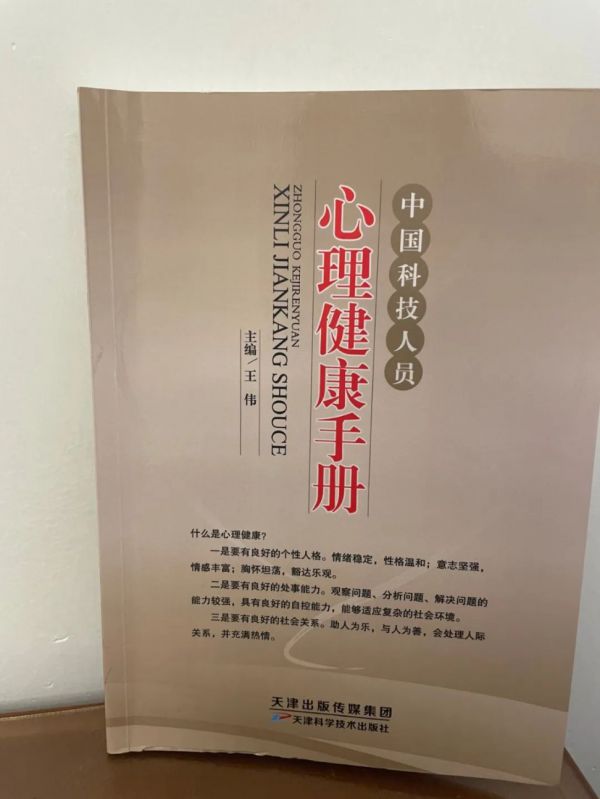 中国科技人员
心理健康手册
ZHONGGUO KEJIRENYUAN
XINLI JIANKANG SHOUCE
主编/王 伟
什么是心理健康?
一是要有良好的个性人格。情绪稳定，性格温和；意志坚强，
情感丰富；胸怀坦荡，豁达乐观。
二是要有良好的处事能力。观察问题、分析问题、解决问题的
能力较强，具有良好的自控能力，能够适应复杂的社会环境。
三是要有良好的社会关系。助人为乐，与人为善，会处理人际
关系，并充满热情。
天津出版传媒集团
天津科学技术出版社